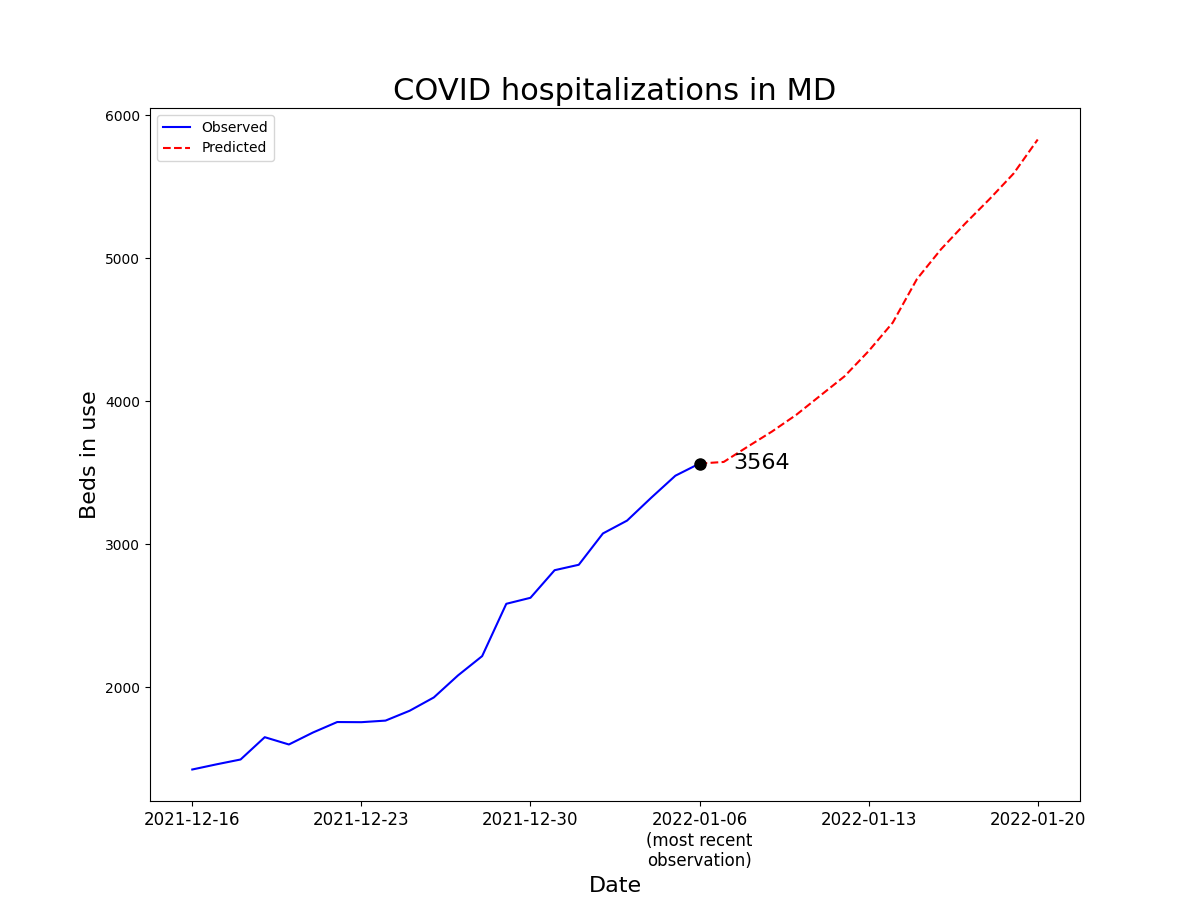 COVID hospitalizations in MD
Observed
Predicted
6000
5000
4000
3000
2000
Beds in use
3564
2021-12-16 2021-12-23 2021-12-30 2022-01-06 2022-01-13 2022-01-20
(most recent
observation)
Date